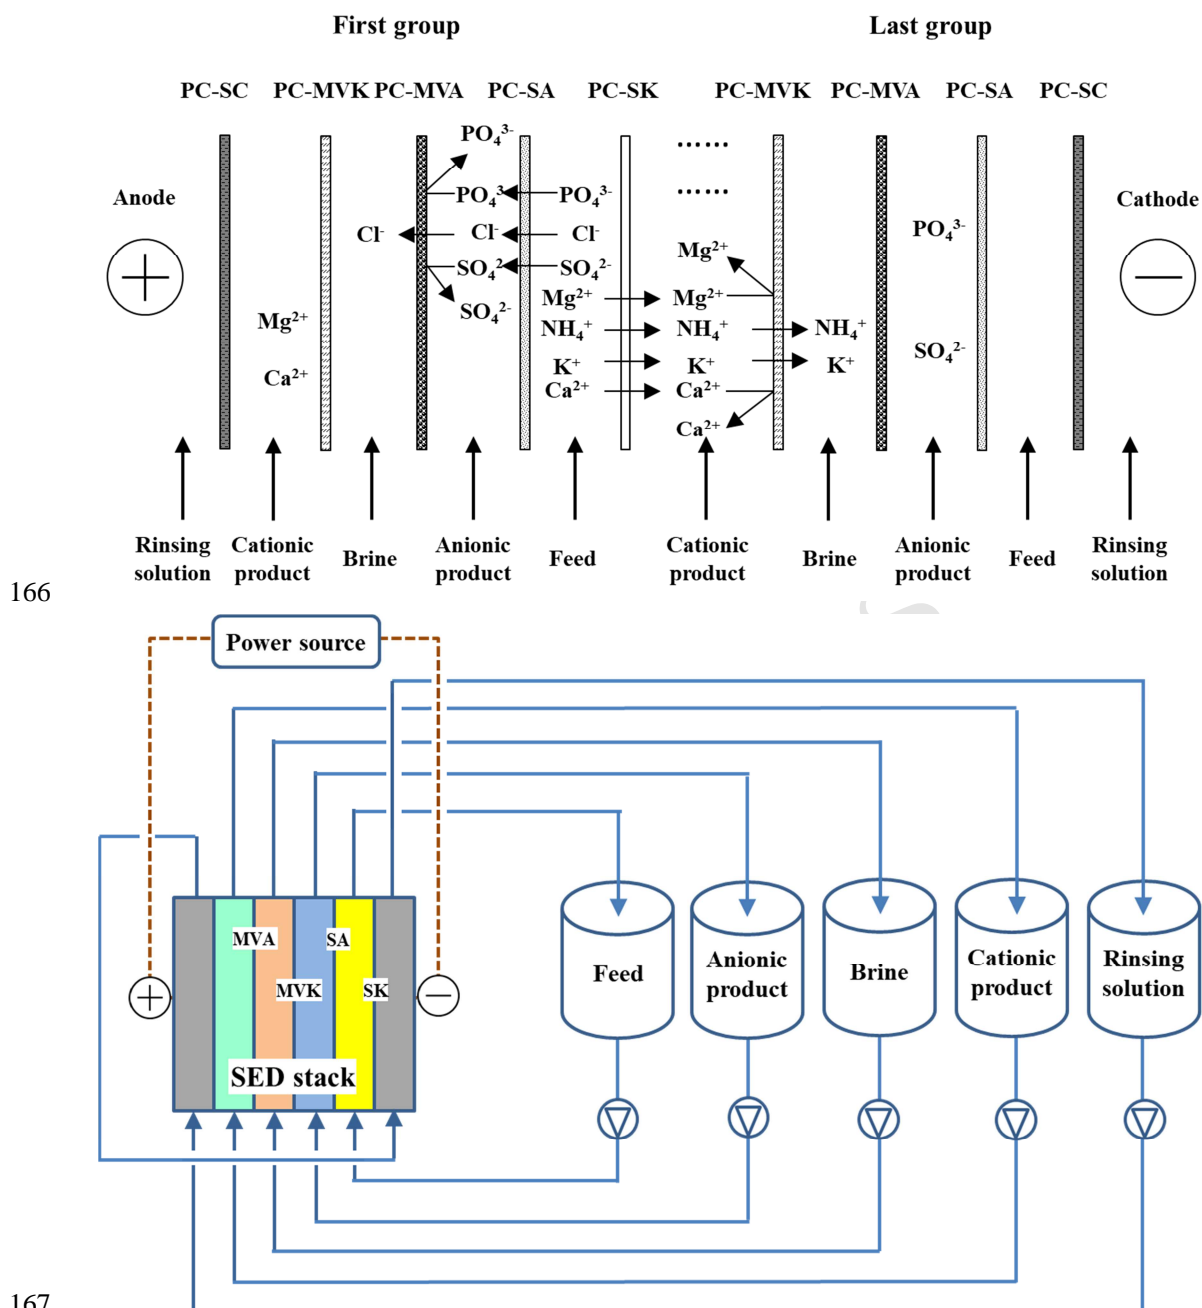 First group Last group
PC-SC PC-MVK PC-MVA PC-SA PC-SK PC-MVK PC-MVA PC-SA PC-SC
PO₄³⁻ ······
Anode PO₄³⁻ PO₄³⁻ ······ Cathode
Cl⁻ Cl⁻ Cl⁻ PO₄³⁻
SO₄²⁻ SO₄²⁻ Mg²⁺
+ Mg²⁺ Mg²⁺ −
Mg²⁺ SO₄²⁻ NH₄⁺ NH₄⁺ NH₄⁺
Ca²⁺ K⁺ K⁺ K⁺ SO₄²⁻
Ca²⁺ Ca²⁺
Ca²⁺
Rinsing solution Cationic product Brine Anionic product Feed Cationic product Brine Anionic product Feed Rinsing solution
166
Power source
MVA SA
MVK SK
+ −
SED stack
Feed Anionic product Brine Cationic product Rinsing solution
167